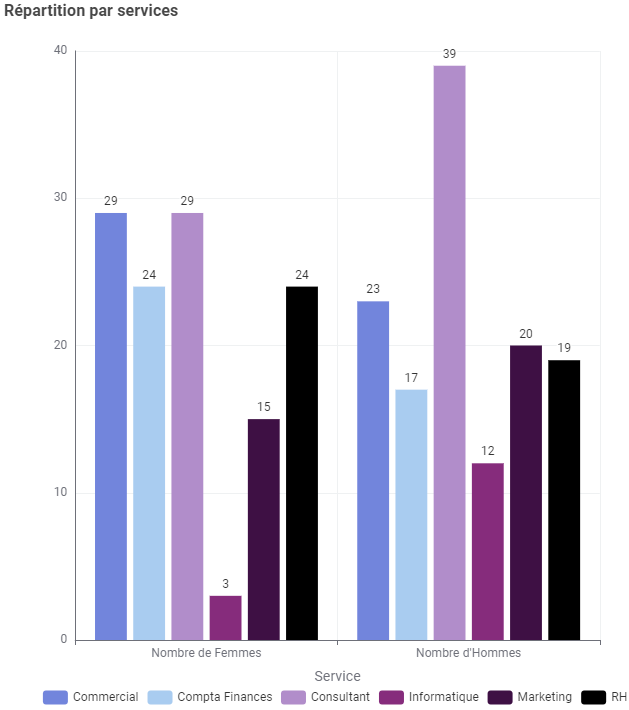 Répartition par services
40
39
30
29
29
24
24
23
20
20
19
17
15
12
10
3
0
Nombre de Femmes
Nombre d'Hommes
Service
Commercial
Compta Finances
Consultant
Informatique
Marketing
RH